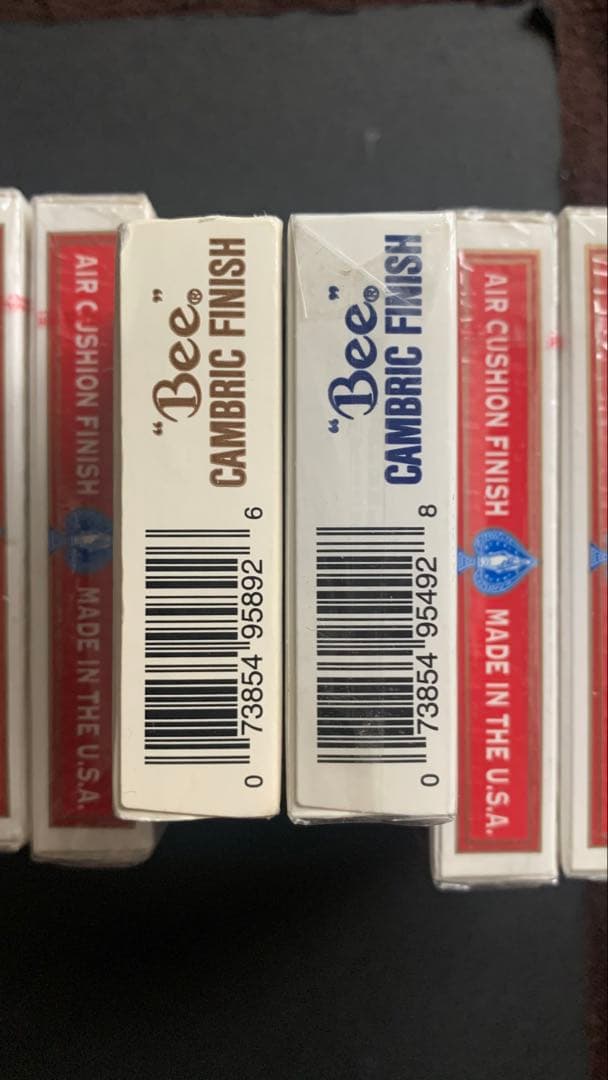 AIR CUSHION FINISH MADE IN THE U.S.A.
"Bee"®
CAMBRIC FINISH
0 73854 95892 6
"Bee"®
CAMBRIC FINISH
0 73854 95492 8
AIR CUSHION FINISH MADE IN THE U.S.A.